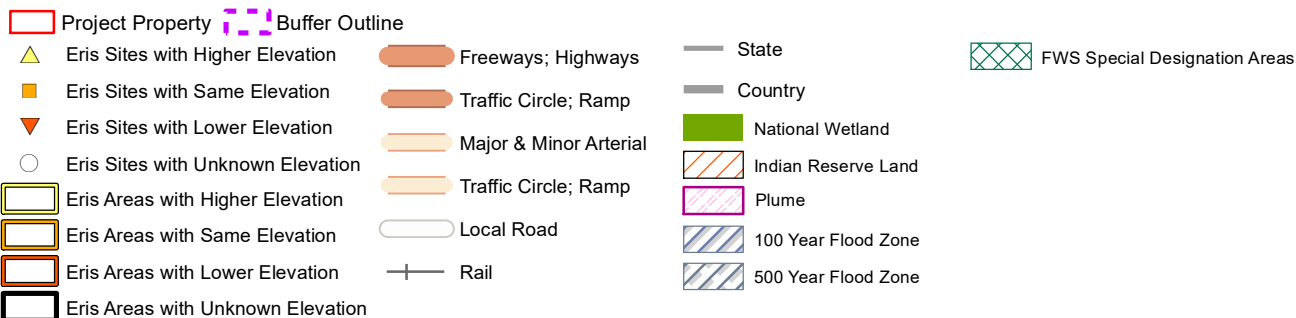 Project Property
Buffer Outline
Eris Sites with Higher Elevation
Eris Sites with Same Elevation
Eris Sites with Lower Elevation
Eris Sites with Unknown Elevation
Eris Areas with Higher Elevation
Eris Areas with Same Elevation
Eris Areas with Lower Elevation
Eris Areas with Unknown Elevation
Freeways; Highways
Traffic Circle; Ramp
Major & Minor Arterial
Traffic Circle; Ramp
Local Road
Rail
State
Country
National Wetland
Indian Reserve Land
Plume
100 Year Flood Zone
500 Year Flood Zone
FWS Special Designation Areas